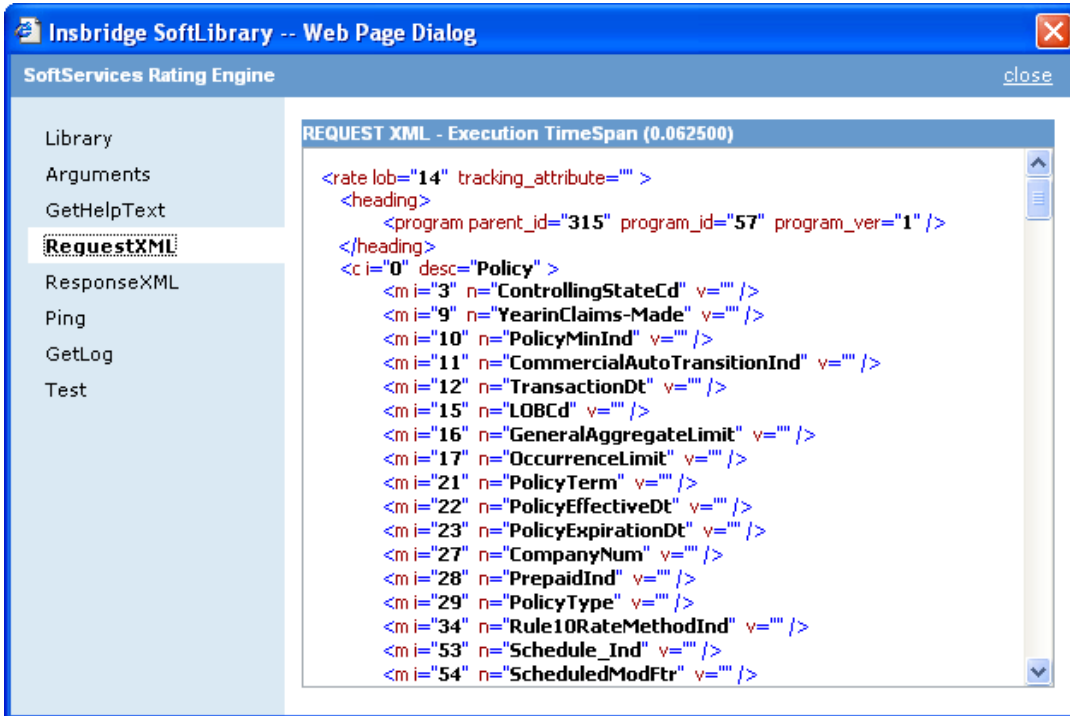 Insbridge SoftLibrary -- Web Page Dialog
SoftServices Rating Engine
close
Library
Arguments
GetHelpText
RequestXML
ResponseXML
Ping
GetLog
Test
REQUEST XML - Execution TimeSpan (0.062500)
<rate lob="14" tracking_attribute="" >
<heading>
<program parent_id="315" program_id="57" program_ver="1" />
</heading>
<c i="0" desc="Policy" >
<m i="3" n="ControllingStateCd" v="" />
<m i="9" n="YearinClaims-Made" v="" />
<m i="10" n="PolicyMinInd" v="" />
<m i="11" n="CommercialAutoTransitionInd" v="" />
<m i="12" n="TransactionDt" v="" />
<m i="15" n="LOBCd" v="" />
<m i="16" n="GeneralAggregateLimit" v="" />
<m i="17" n="OccurrenceLimit" v="" />
<m i="21" n="PolicyTerm" v="" />
<m i="22" n="PolicyEffectiveDt" v="" />
<m i="23" n="PolicyExpirationDt" v="" />
<m i="27" n="CompanyNum" v="" />
<m i="28" n="PrepaidInd" v="" />
<m i="29" n="PolicyType" v="" />
<m i="34" n="Rule10RateMethodInd" v="" />
<m i="53" n="Schedule_Ind" v="" />
<m i="54" n="ScheduledModFtr" v="" />